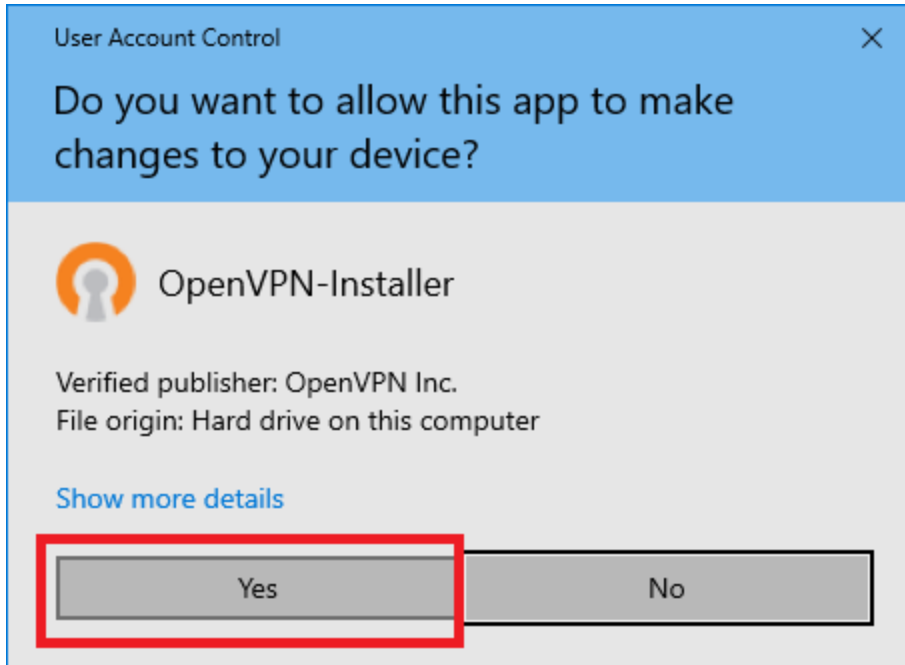 User Account Control
Do you want to allow this app to make
changes to your device?
OpenVPN-Installer
Verified publisher: OpenVPN Inc.
File origin: Hard drive on this computer
Show more details
Yes
No